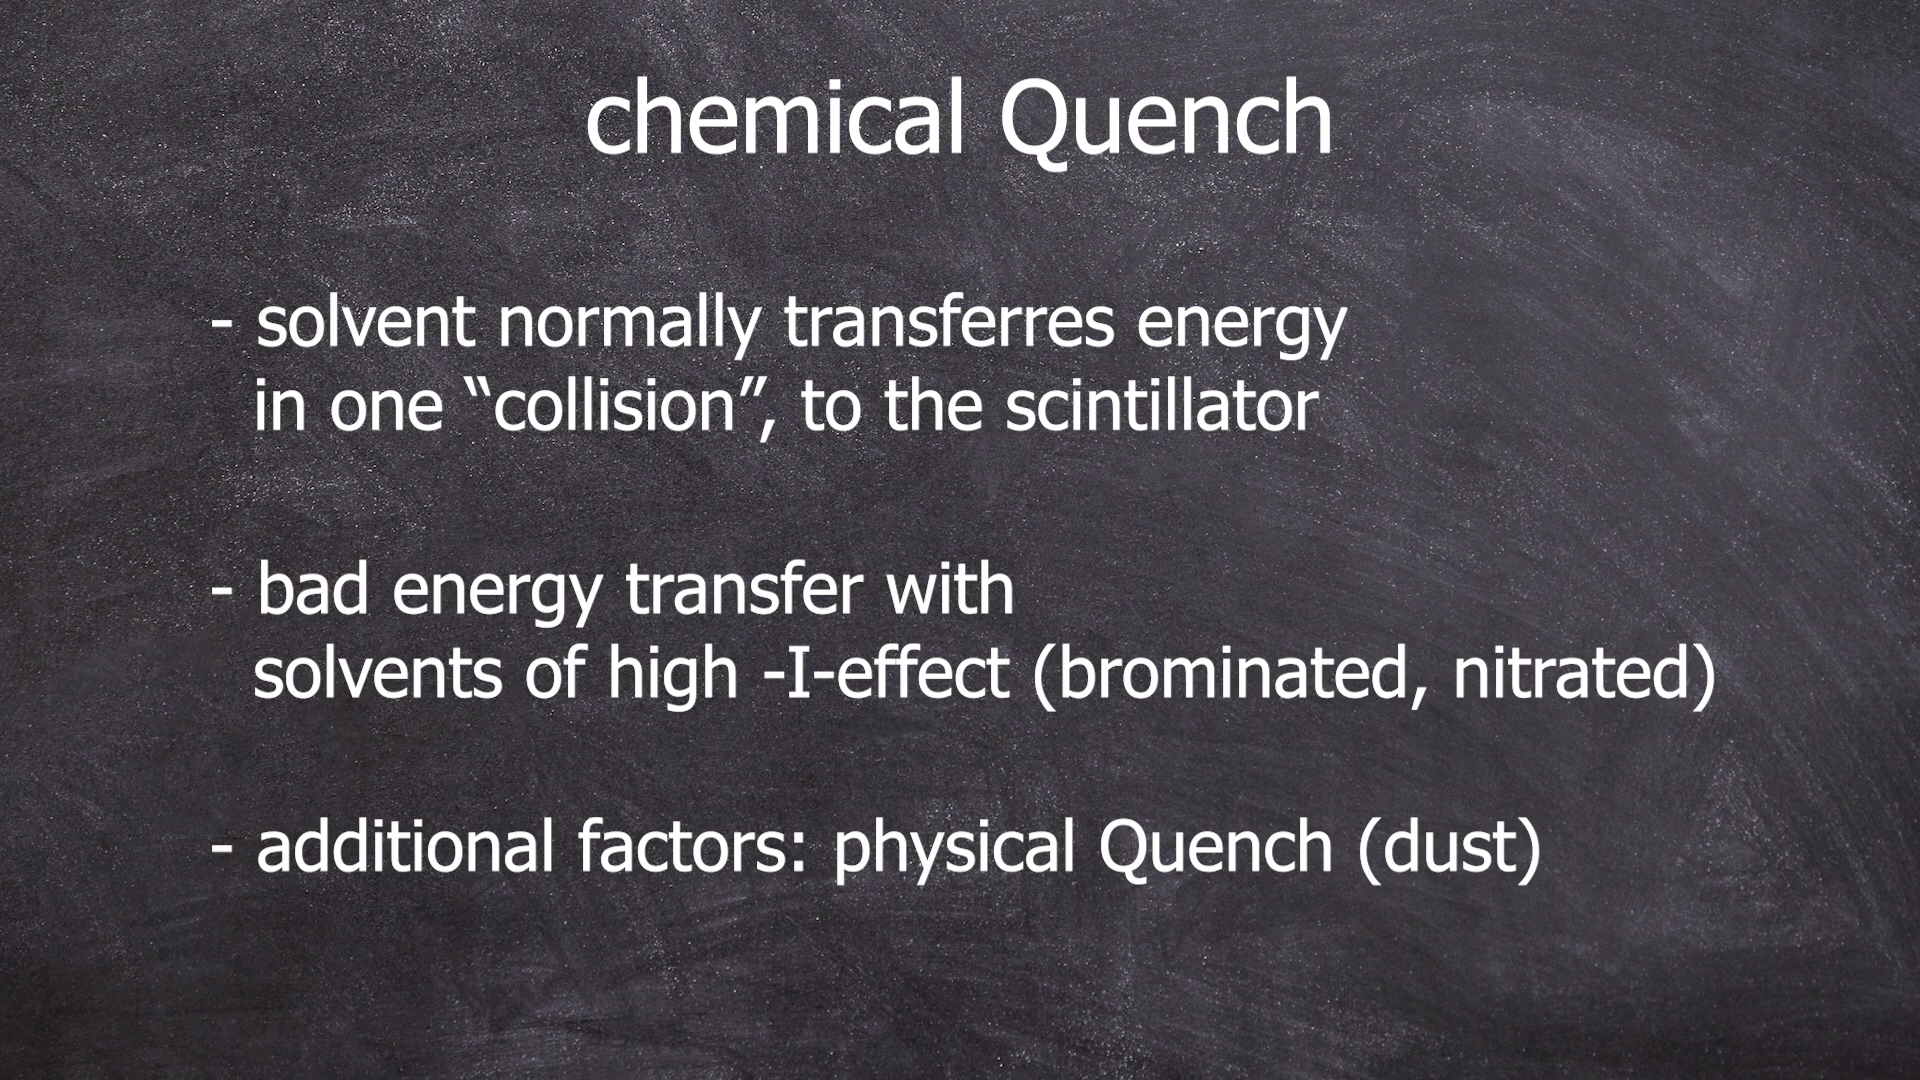 chemical Quench
- solvent normally transferres energy
in one “collision”, to the scintillator
- bad energy transfer with
solvents of high -I-effect (brominated, nitrated)
- additional factors: physical Quench (dust)